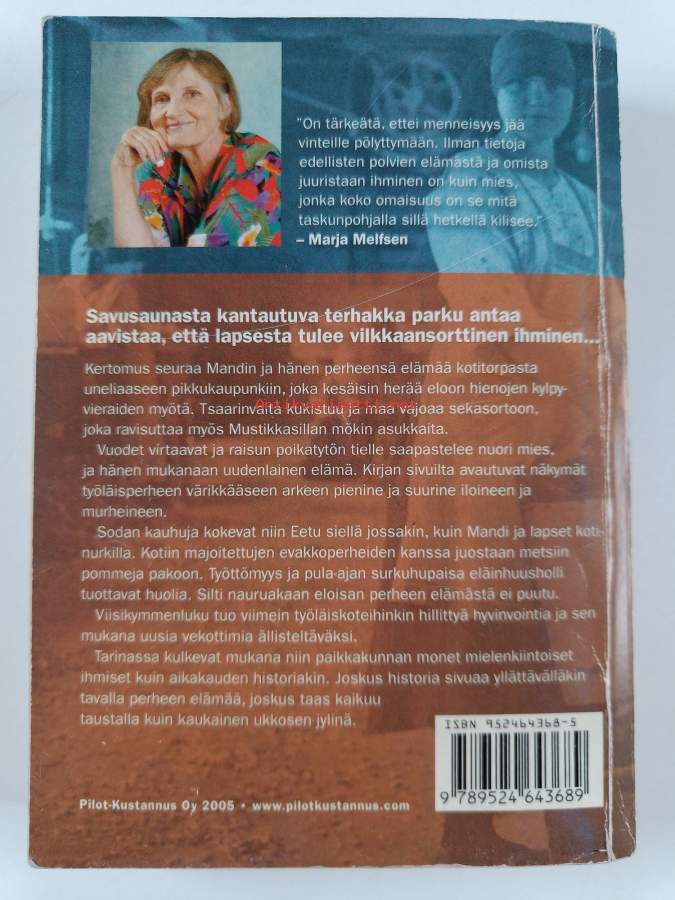 "On tärkeätä, ettei menneisyys jää
vinteille pölyttymään. Ilman tietoja
edellisten polvien elämästä ja omista
juuristaan ihminen on kuin mies,
jonka koko omaisuus on se mitä
taskunpohjalla sillä hetkellä kilisee."
– Marja Melfsen
Savusaunasta kantautuva terhakka parku antaa
aavistaa, että lapsesta tulee vilkkaansorttinen ihminen...
Kertomus seuraa Mandin ja hänen perheensä elämää kotitorpasta
uneliaaseen pikkukaupunkiin, joka kesäisin herää eloon hienojen kylpy-
vieraiden myötä. Tsaarinvalta kukistuu ja maa vajoaa sekasortoon,
joka ravisuttaa myös Mustikkasillan mökin asukkaita.
Vuodet virtaavat ja raisun poikatytön tielle saapastelee nuori mies,
ja hänen mukanaan uudenlainen elämä. Kirjan sivuilta avautuvat näkymät
työläisperheen värikkääseen arkeen pienine ja suurine iloineen ja
murheineen.
Sodan kauhuja kokevat niin Eetu siellä jossakin, kuin Mandi ja lapset koti-
nurkilla. Kotiin majoitettujen evakkoperheiden kanssa juostaan metsiin
pommeja pakoon. Työttömyys ja pula-ajan surkuhupaisa eläinhuusholli
tuottavat huolia. Silti nauruakaan eloisan perheen elämästä ei puutu.
Viisikymmenluku tuo viimein työläiskoteihinkin hillittyä hyvinvointia ja sen
mukana uusia vekottimia ällisteltäväksi.
Tarinassa kulkevat mukana niin paikkakunnan monet mielenkiintoiset
ihmiset kuin aikakauden historiakin. Joskus historia sivuaa yllättävälläkin
tavalla perheen elämää, joskus taas kaikuu
taustalla kuin kaukainen ukkosen jylinä.
ISBN 952464368-5
9 789524 643689
Pilot-Kustannus Oy 2005 • www.pilotkustannus.com